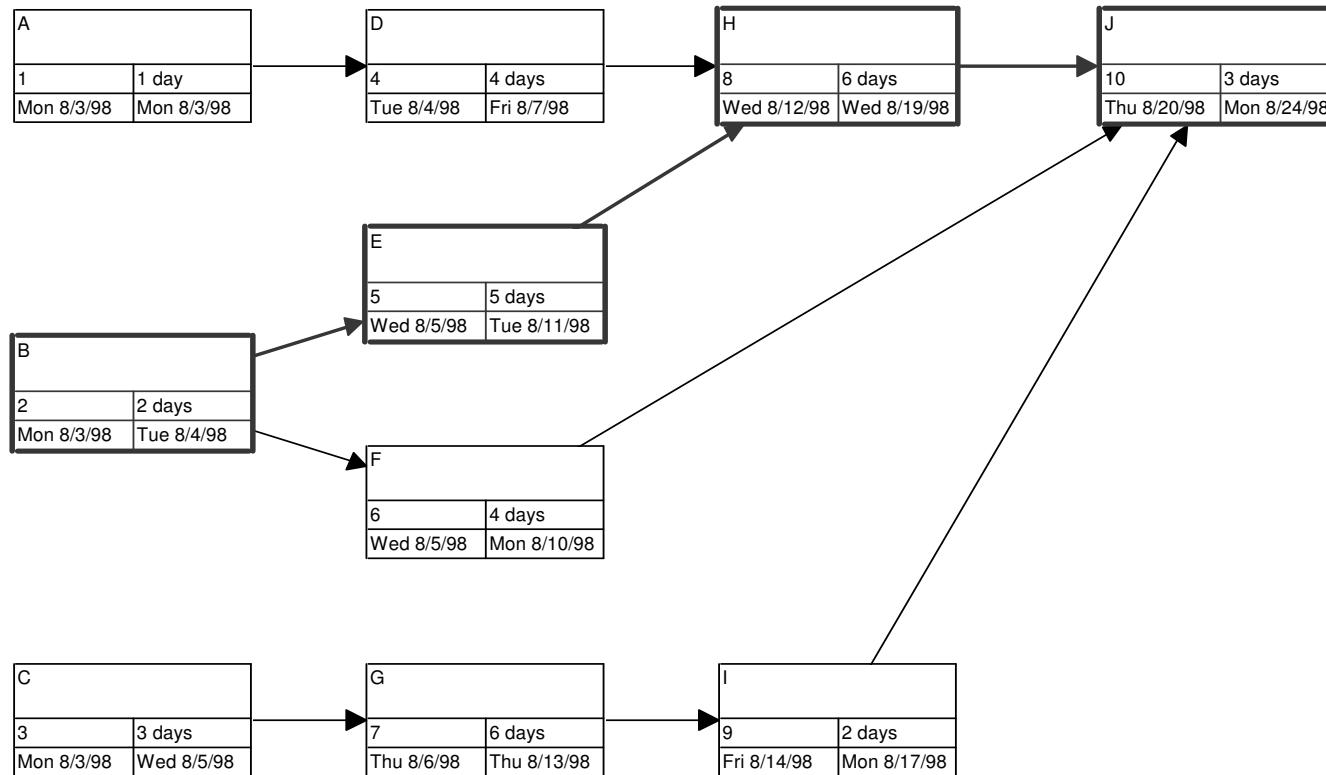 A
1 1 day
Mon 8/3/98 Mon 8/3/98
D
4 4 days
Tue 8/4/98 Fri 8/7/98
H
8 6 days
Wed 8/12/98 Wed 8/19/98
J
10 3 days
Thu 8/20/98 Mon 8/24/98
E
5 5 days
Wed 8/5/98 Tue 8/11/98
B
2 2 days
Mon 8/3/98 Tue 8/4/98
F
6 4 days
Wed 8/5/98 Mon 8/10/98
C
3 3 days
Mon 8/3/98 Wed 8/5/98
G
7 6 days
Thu 8/6/98 Thu 8/13/98
I
9 2 days
Fri 8/14/98 Mon 8/17/98